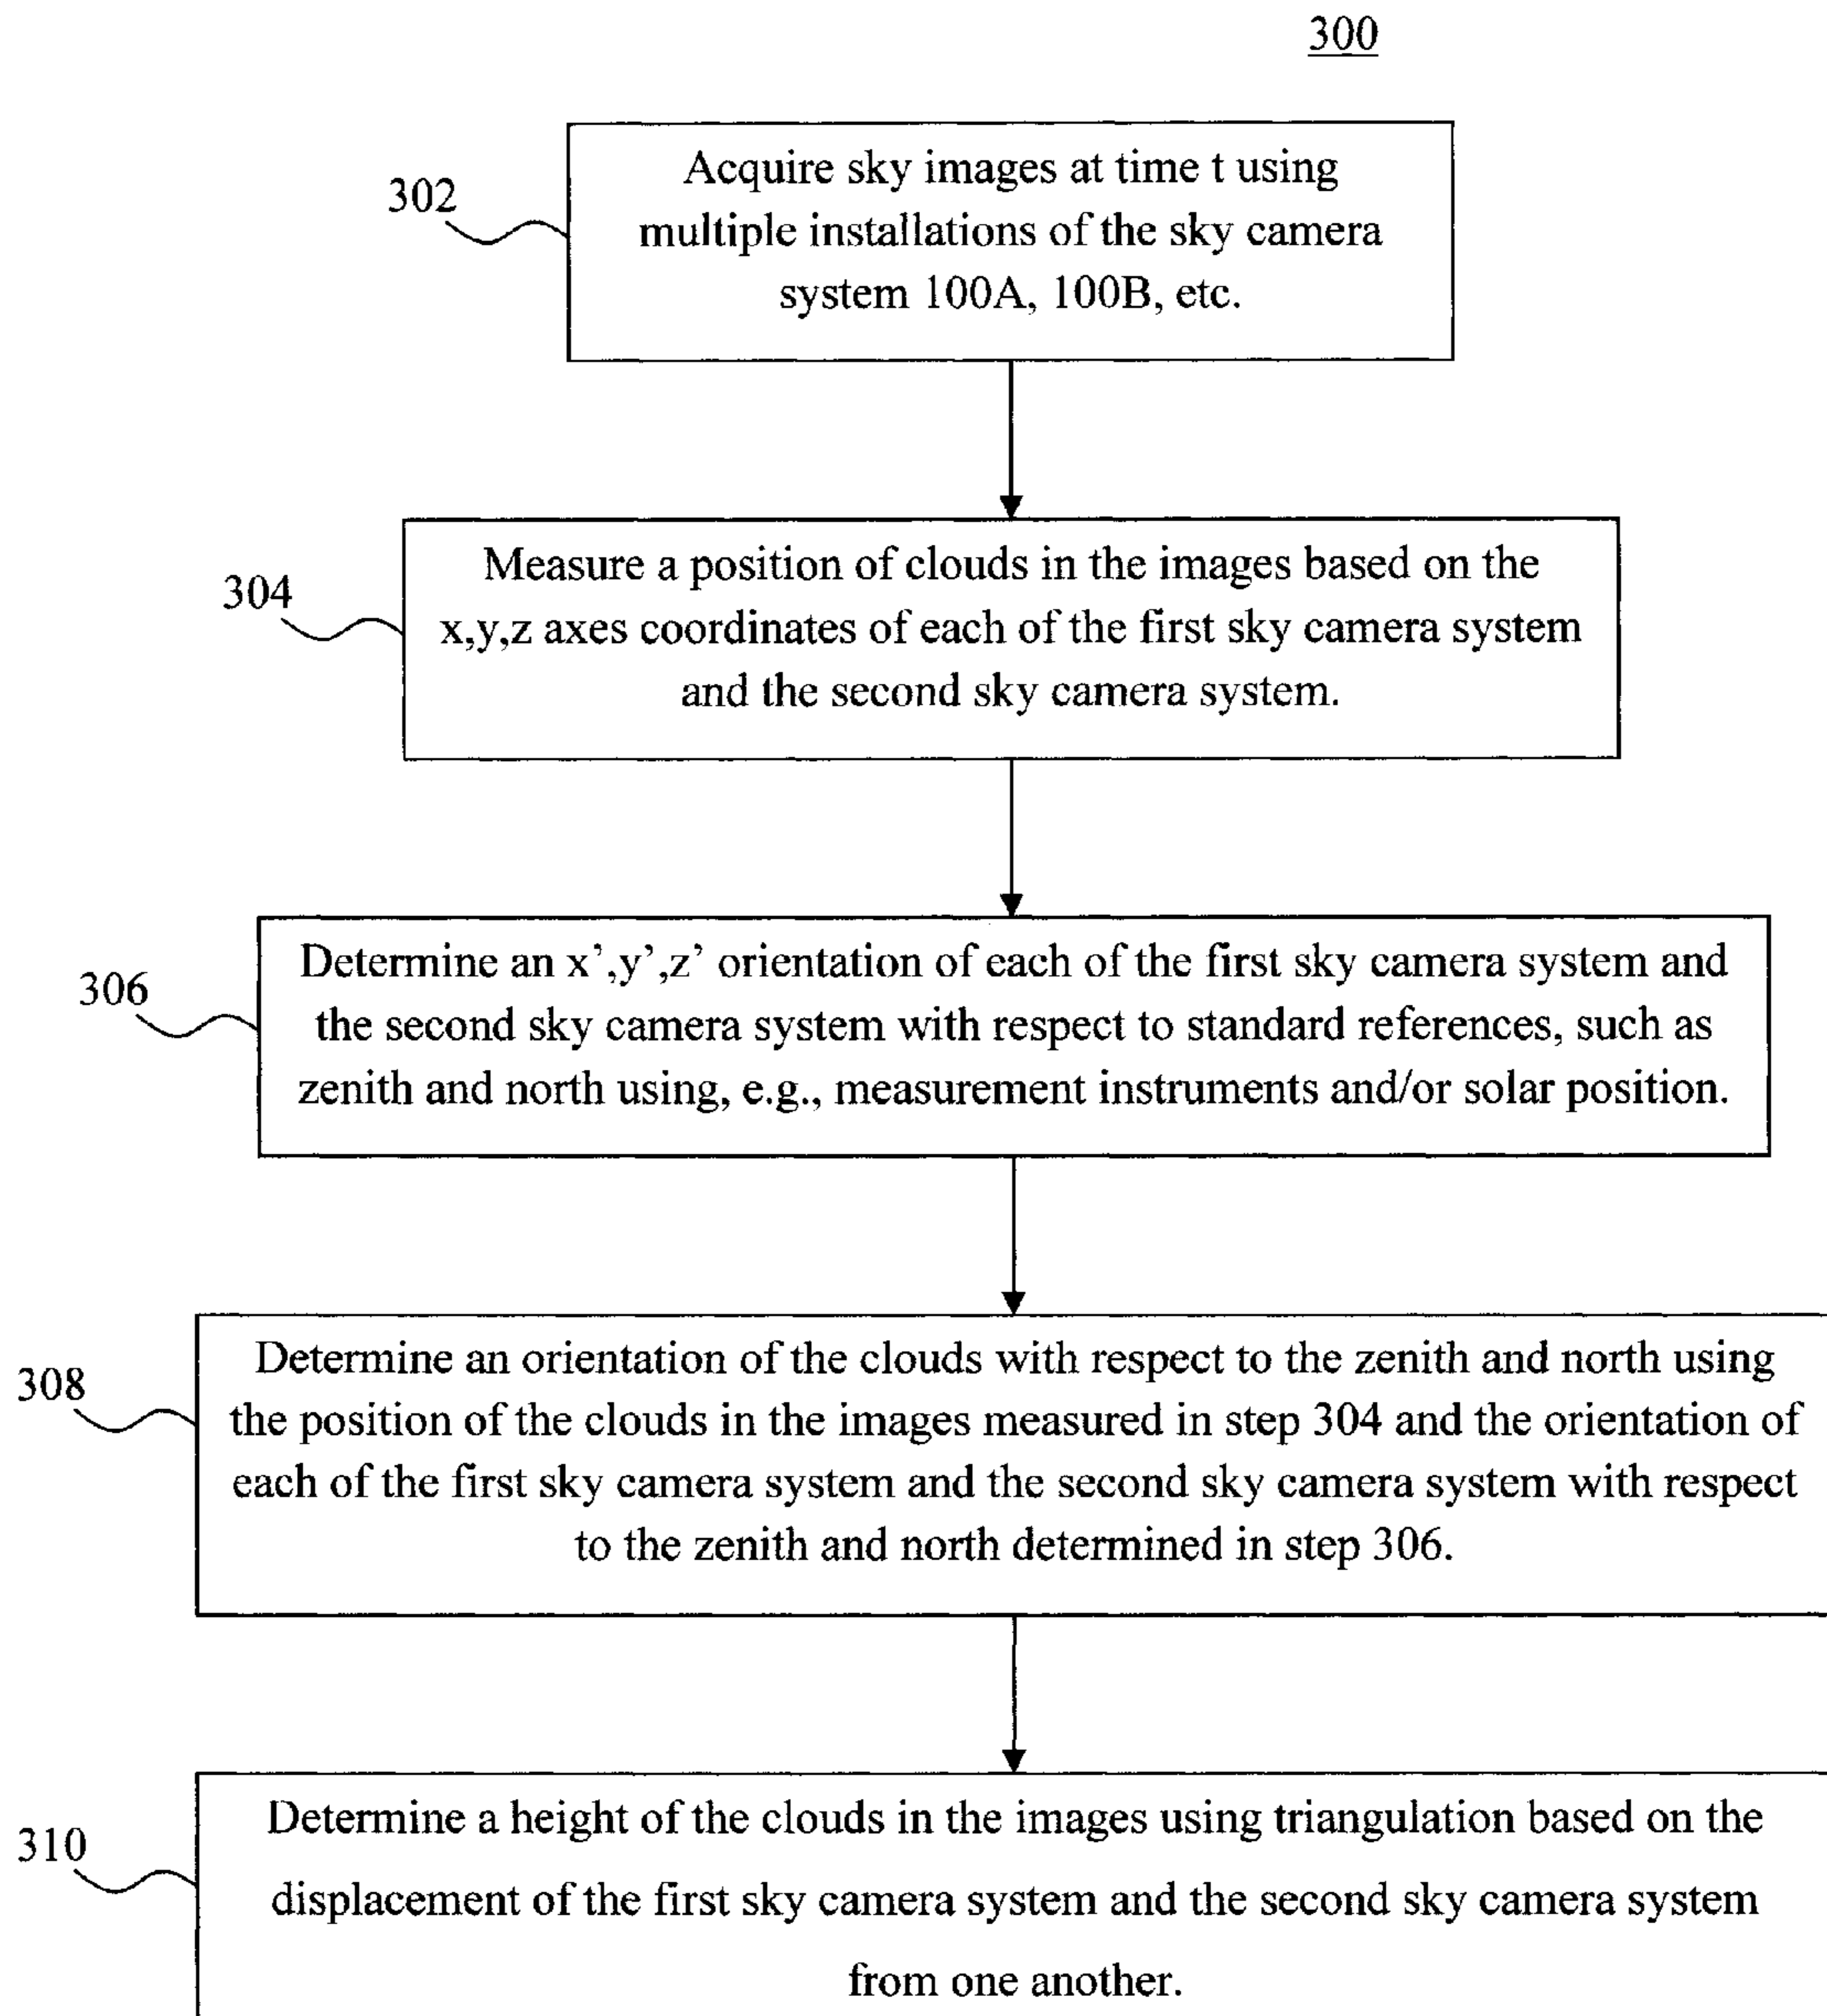 300
302
Acquire sky images at time t using
multiple installations of the sky camera
system 100A, 100B, etc.
304
Measure a position of clouds in the images based on the
x,y,z axes coordinates of each of the first sky camera system
and the second sky camera system.
306
Determine an x’,y’,z’ orientation of each of the first sky camera system and
the second sky camera system with respect to standard references, such as
zenith and north using, e.g., measurement instruments and/or solar position.
308
Determine an orientation of the clouds with respect to the zenith and north using
the position of the clouds in the images measured in step 304 and the orientation of
each of the first sky camera system and the second sky camera system with respect
to the zenith and north determined in step 306.
310
Determine a height of the clouds in the images using triangulation based on the
displacement of the first sky camera system and the second sky camera system
from one another.